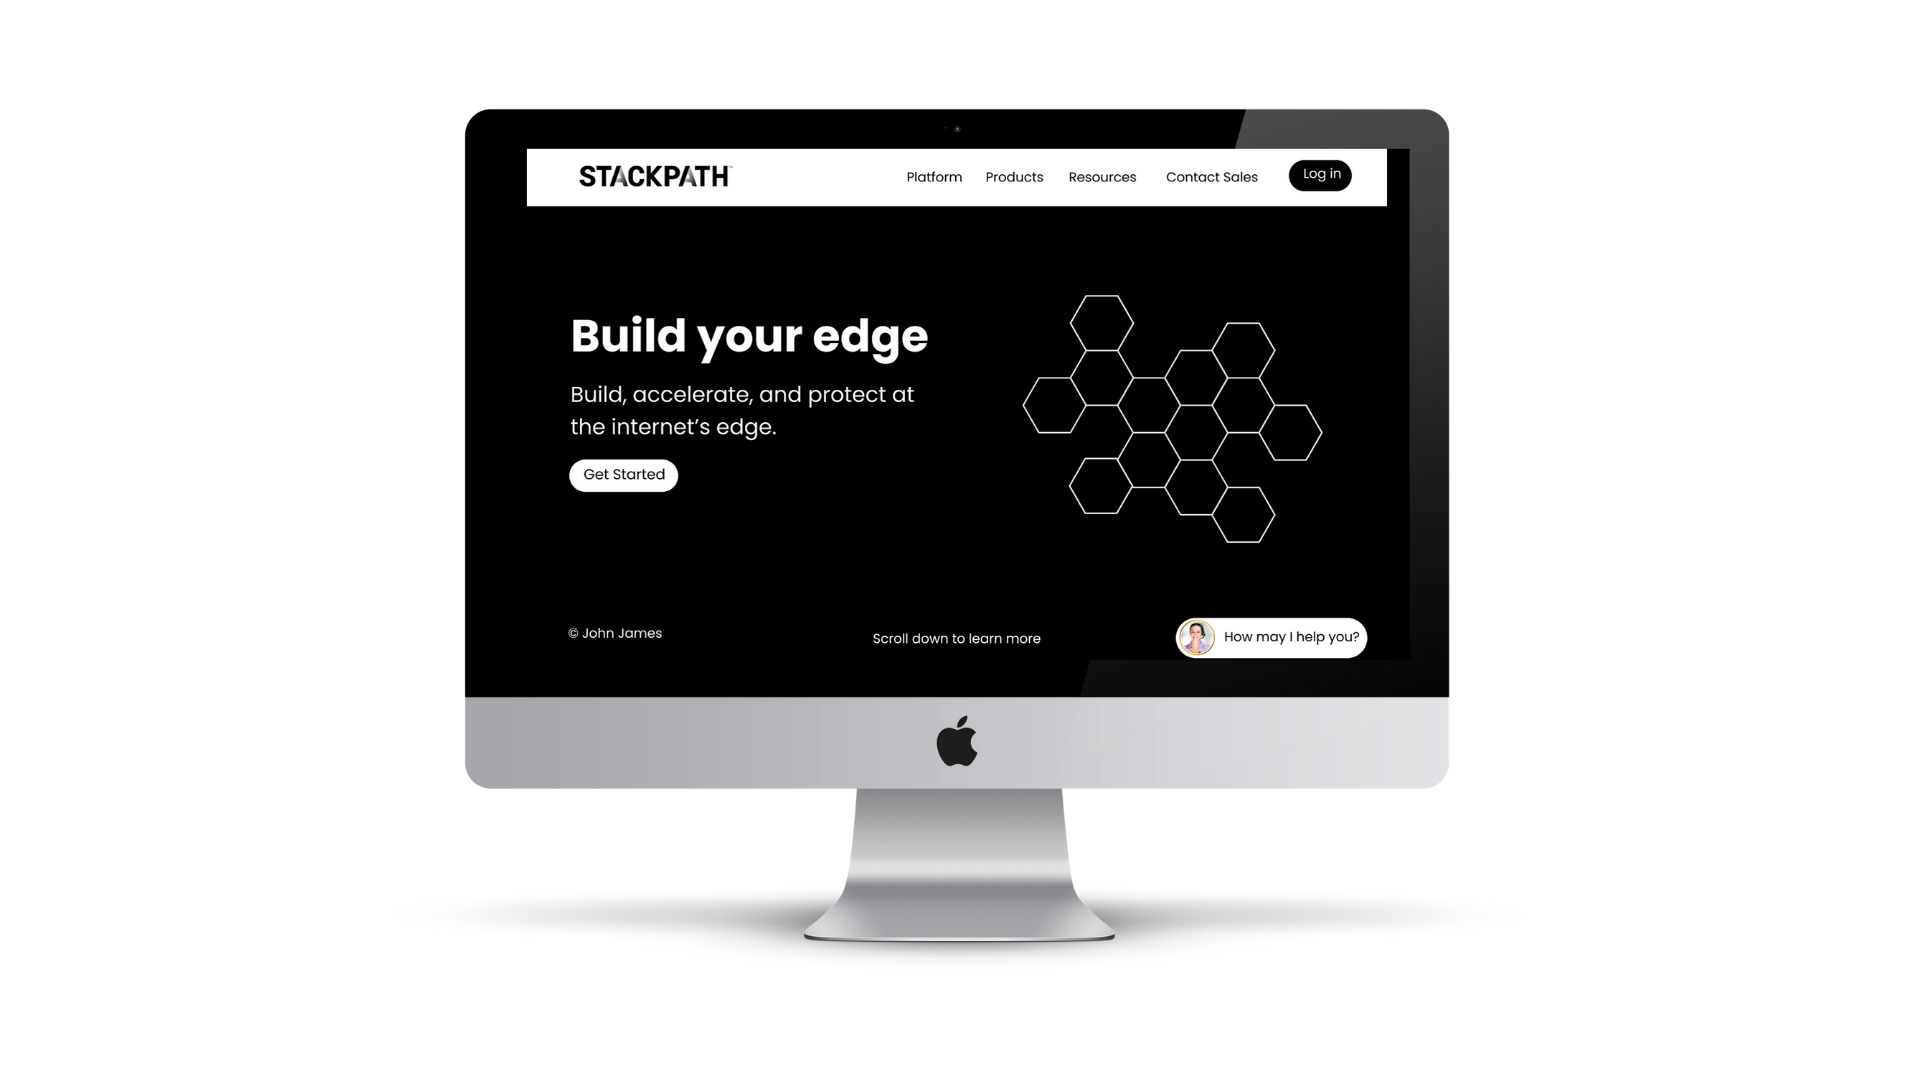 STACKPATH™
Platform
Products
Resources
Contact Sales
Log in
Build your edge
Build, accelerate, and protect at
the internet’s edge.
Get Started
© John James
Scroll down to learn more
How may I help you?